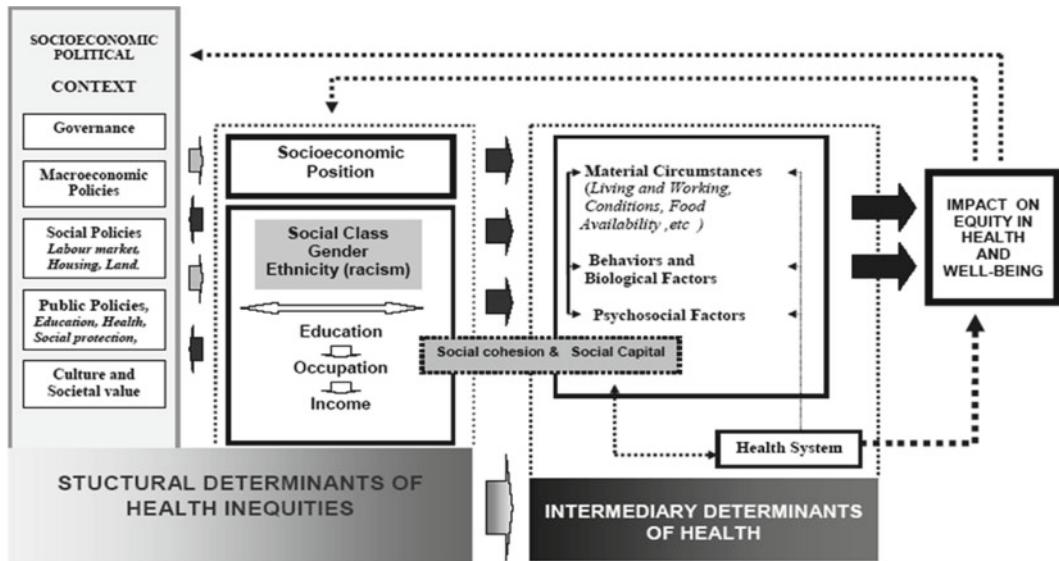 SOCIOECONOMIC
POLITICAL
CONTEXT
Governance
Macroeconomic
Policies
Social Policies
Labour market,
Housing, Land.
Public Policies,
Education, Health,
Social protection,
Culture and
Societal value
Socioeconomic
Position
Social Class
Gender
Ethnicity (racism)
Education
Occupation
Income
STUCTURAL DETERMINANTS OF
HEALTH INEQUITIES
Social cohesion & Social Capital
Material Circumstances
(Living and Working,
Conditions, Food
Availability ,etc )
Behaviors and
Biological Factors
Psychosocial Factors
Health System
INTERMEDIARY DETERMINANTS
OF HEALTH
IMPACT ON
EQUITY IN
HEALTH
AND
WELL-BEING